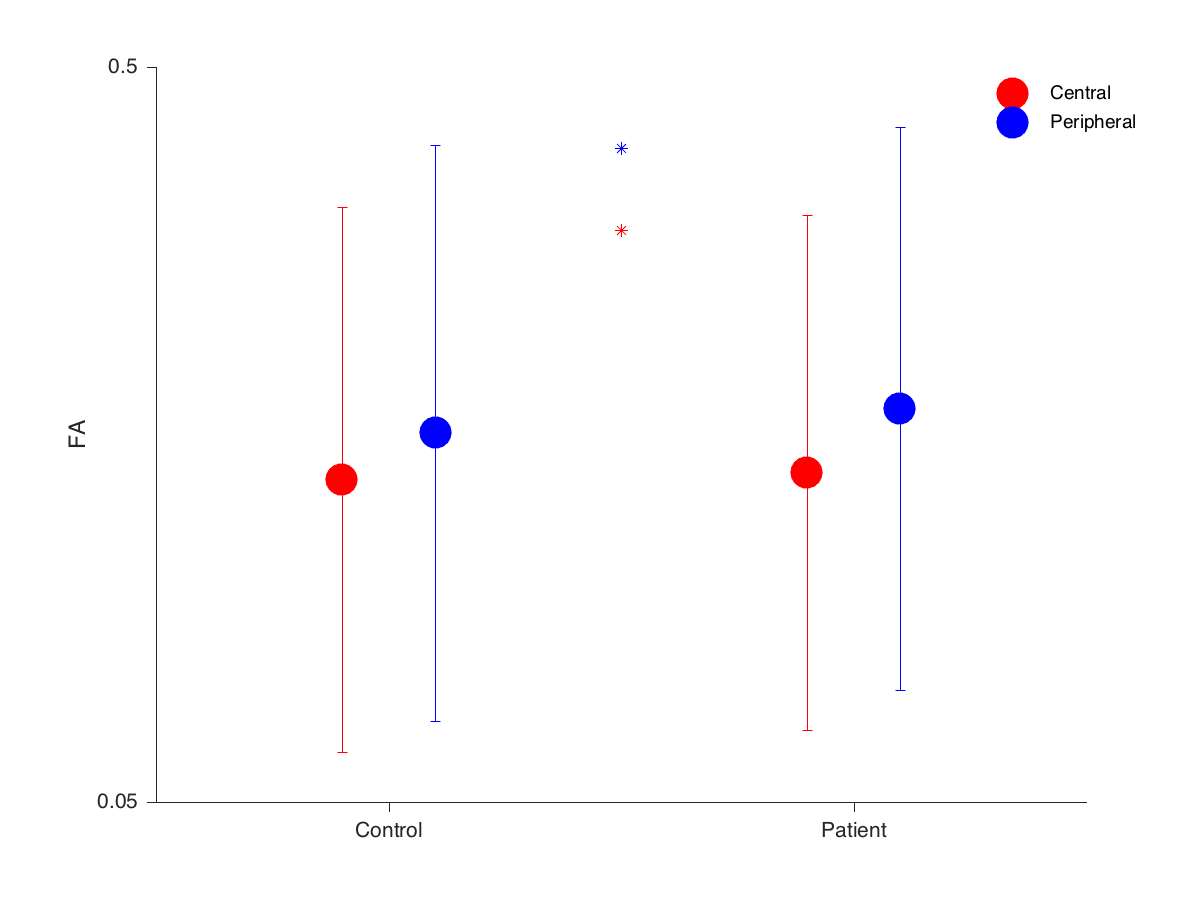 0.5
Central
Peripheral
FA
0.05
Control
Patient